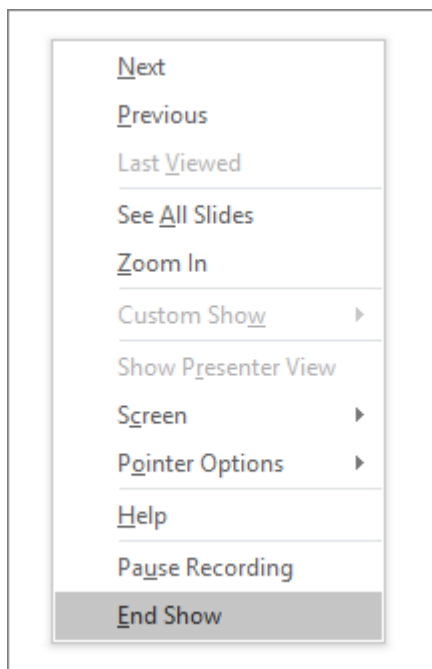 Next
Previous
Last Viewed
See All Slides
Zoom In
Custom Show
Show Presenter View
Screen
Pointer Options
Help
Pause Recording
End Show